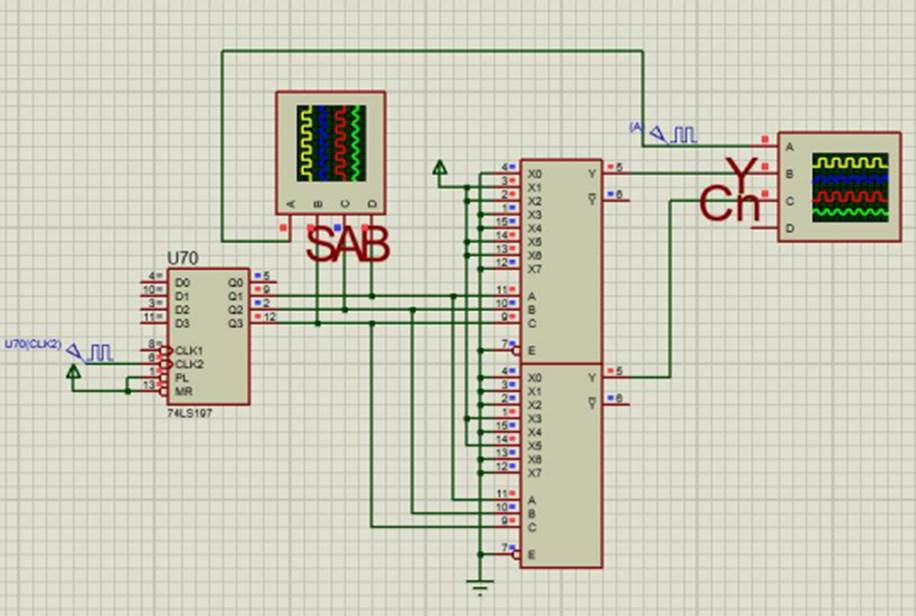 (A)
A
B
C
D
Y
Cn
A B C D
SAB
U70
4 D0 Q0 5
10 D1 Q1 9
3 D2 Q2 2
11 D3 Q3 12
U70(CLK2)
8 CLK1
6 CLK2
1 PL
13 MR
74LS197
4 X0 Y 5
3 X1
2 X2 Y 6
1 X3
15 X4
14 X5
13 X6
12 X7
11 A
10 B
9 C
7 E
4 X0 Y 5
3 X1
2 X2 Y 6
1 X3
15 X4
14 X5
13 X6
12 X7
11 A
10 B
9 C
7 E